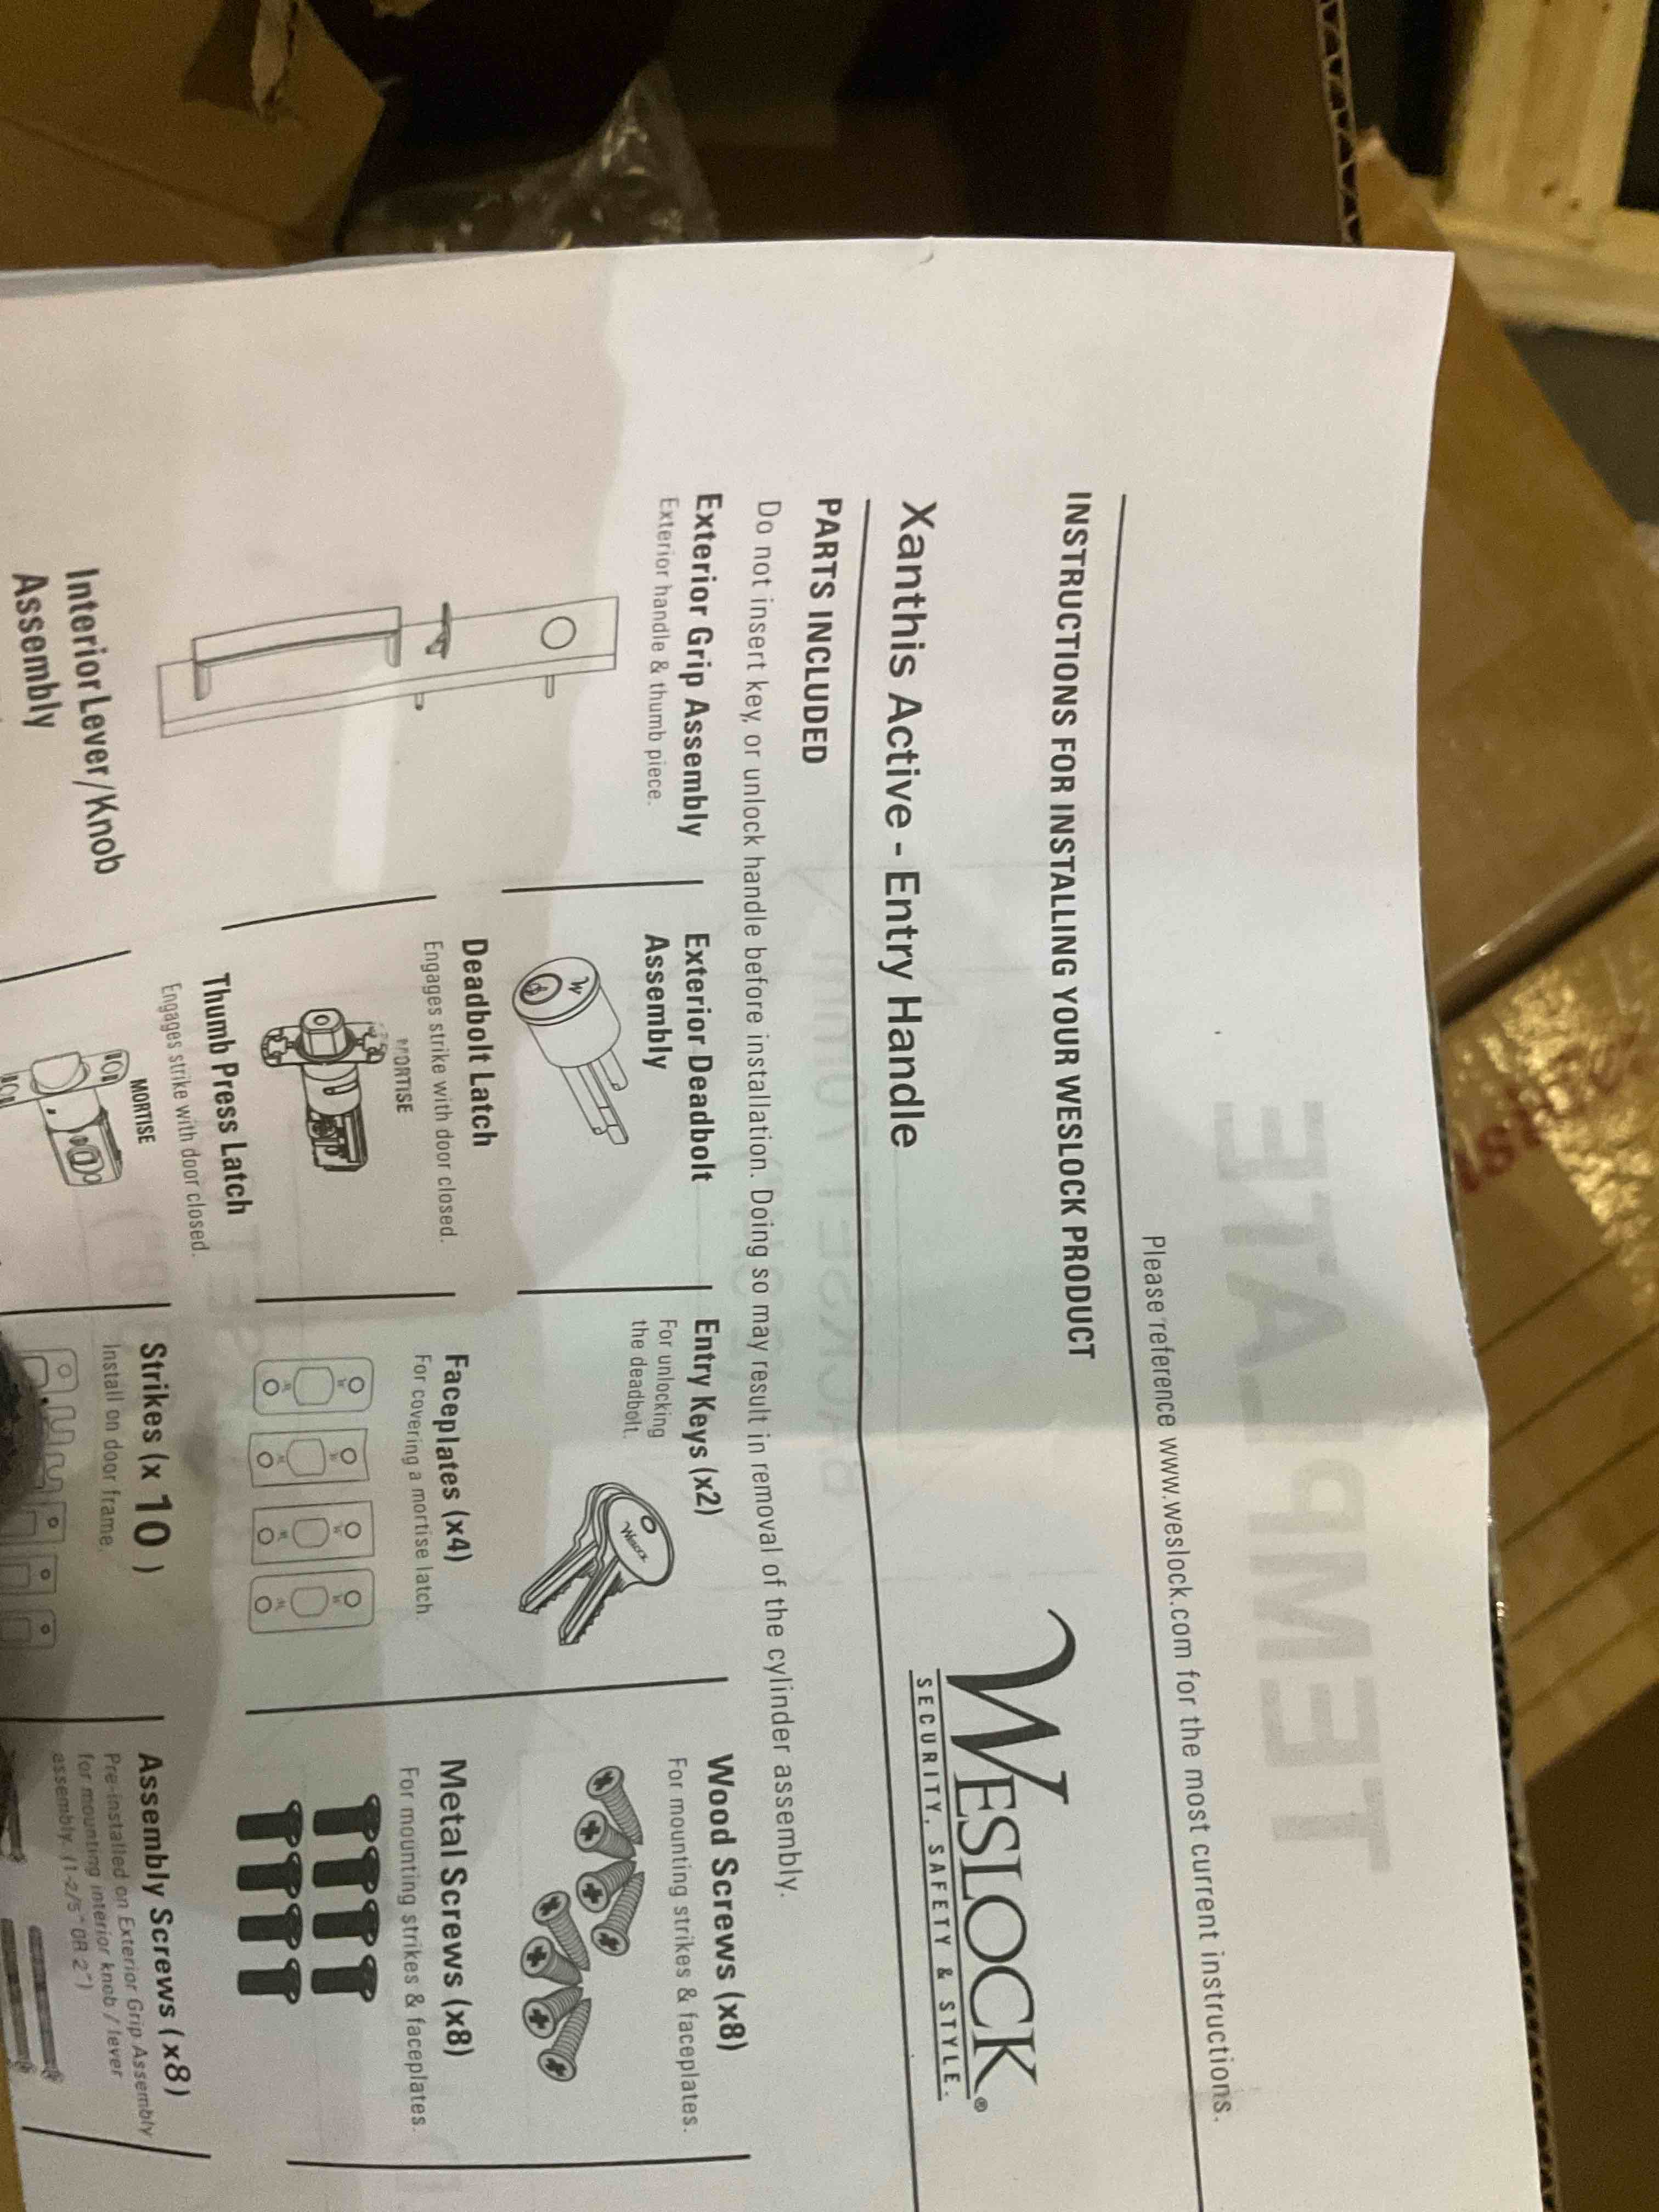 Please reference www.weslock.com for the most current instructions.
INSTRUCTIONS FOR INSTALLING YOUR WESLOCK PRODUCT
WESLOCK®
SECURITY, SAFETY & STYLE.
Xanthis Active - Entry Handle
PARTS INCLUDED
Do not insert key, or unlock handle before installation. Doing so may result in removal of the cylinder assembly.
Exterior Grip Assembly
Exterior handle & thumb piece.
Exterior Deadbolt
Assembly
W
Entry Keys (x2)
For unlocking
the deadbolt.
WESLOCK
Wood Screws (x8)
For mounting strikes & faceplates.
Deadbolt Latch
Engages strike with door closed.
MORTISE
Faceplates (x4)
For covering a mortise latch.
Metal Screws (x8)
For mounting strikes & faceplates.
Interior Lever/Knob
Assembly
Thumb Press Latch
Engages strike with door closed.
MORTISE
Strikes (x 10 )
Install on door frame.
Assembly Screws (x8)
Pre-installed on Exterior Grip Assembly
for mounting interior knob / lever
assembly. (1-2/5" OR 2")
TEMPLATE